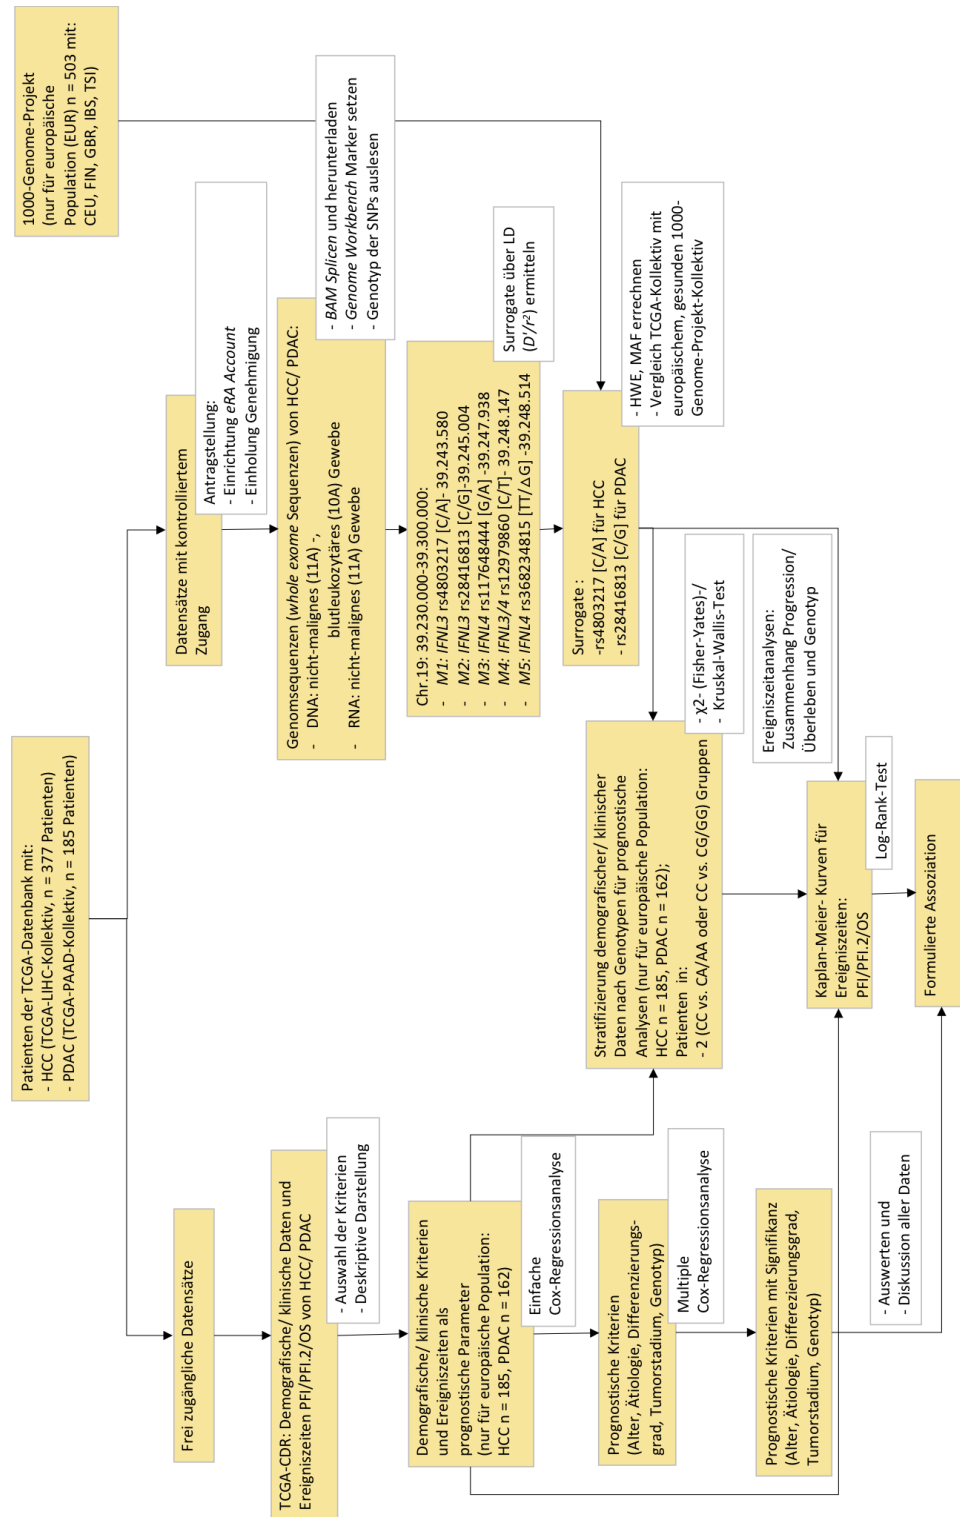 Patienten der TCGA-Datenbank mit:
- HCC (TCGA-LIHC-Kollektiv, n = 377 Patienten)
- PDAC (TCGA-PAAD-Kollektiv, n = 185 Patienten)
1000-Genome-Projekt
(nur für europäische
Population (EUR) n = 503 mit:
CEU, FIN, GBR, IBS, TSI)
Frei zugängliche Datensätze
Datensätze mit kontrolliertem
Zugang
Antragstellung:
- Einrichtung eRA Account
- Einholung Genehmigung
TCGA-CDR: Demografische/ klinische Daten und
Ereigniszeiten PFI/PFI.2/OS von HCC/ PDAC
- Auswahl der Kriterien
- Deskriptive Darstellung
Genomsequenzen (whole exome Sequenzen) von HCC/ PDAC:
- DNA: nicht-malignes (11A) -,
blutleukozytäres (10A) Gewebe
- RNA: nicht-malignes (11A) Gewebe
- BAM Splicen und herunterladen
- Genome Workbench Marker setzen
- Genotyp der SNPs auslesen
Demografische/ klinische Kriterien
und Ereigniszeiten als
prognostische Parameter
(nur für europäische Population:
HCC n = 185, PDAC n = 162)
Einfache
Cox-Regressionsanalyse
Chr.19: 39.230.000-39.300.000:
- M1: IFNL3 rs4803217 [C/A]- 39.243.580
- M2: IFNL3 rs28416813 [C/G]-39.245.004
- M3: IFNL4 rs117648444 [G/A] -39.247.938
- M4: IFNL3/4 rs12979860 [C/T]- 39.248.147
- M5: IFNL4 rs368234815 [TT/△G] -39.248.514
Surrogate über LD
(D'/r²) ermitteln
Prognostische Kriterien
(Alter, Ätiologie, Differenzierungs-
grad, Tumorstadium, Genotyp)
Multiple
Cox-Regressionsanalyse
Stratifizierung demografischer/ klinischer
Daten nach Genotypen für prognostische
Analysen (nur für europäische Population:
HCC n = 185, PDAC n = 162);
Patienten in:
- 2 (CC vs. CA/AA oder CC vs. CG/GG) Gruppen
- χ2- (Fisher-Yates)-/
- Kruskal-Wallis-Test
Surrogate :
-rs4803217 [C/A] für HCC
- rs28416813 [C/G] für PDAC
- HWE, MAF errechnen
- Vergleich TCGA-Kollektiv mit
europäischem, gesunden 1000-
Genome-Projekt-Kollektiv
Ereigniszeitanalysen:
Zusammenhang Progression/
Überleben und Genotyp
Prognostische Kriterien mit Signifikanz
(Alter, Ätiologie, Differezierungsgrad,
Tumorstadium, Genotyp)
- Auswerten und
- Diskussion aller Daten
Kaplan-Meier- Kurven für
Ereigniszeiten:
PFI/PFI.2/OS
Log-Rank-Test
Formulierte Assoziation